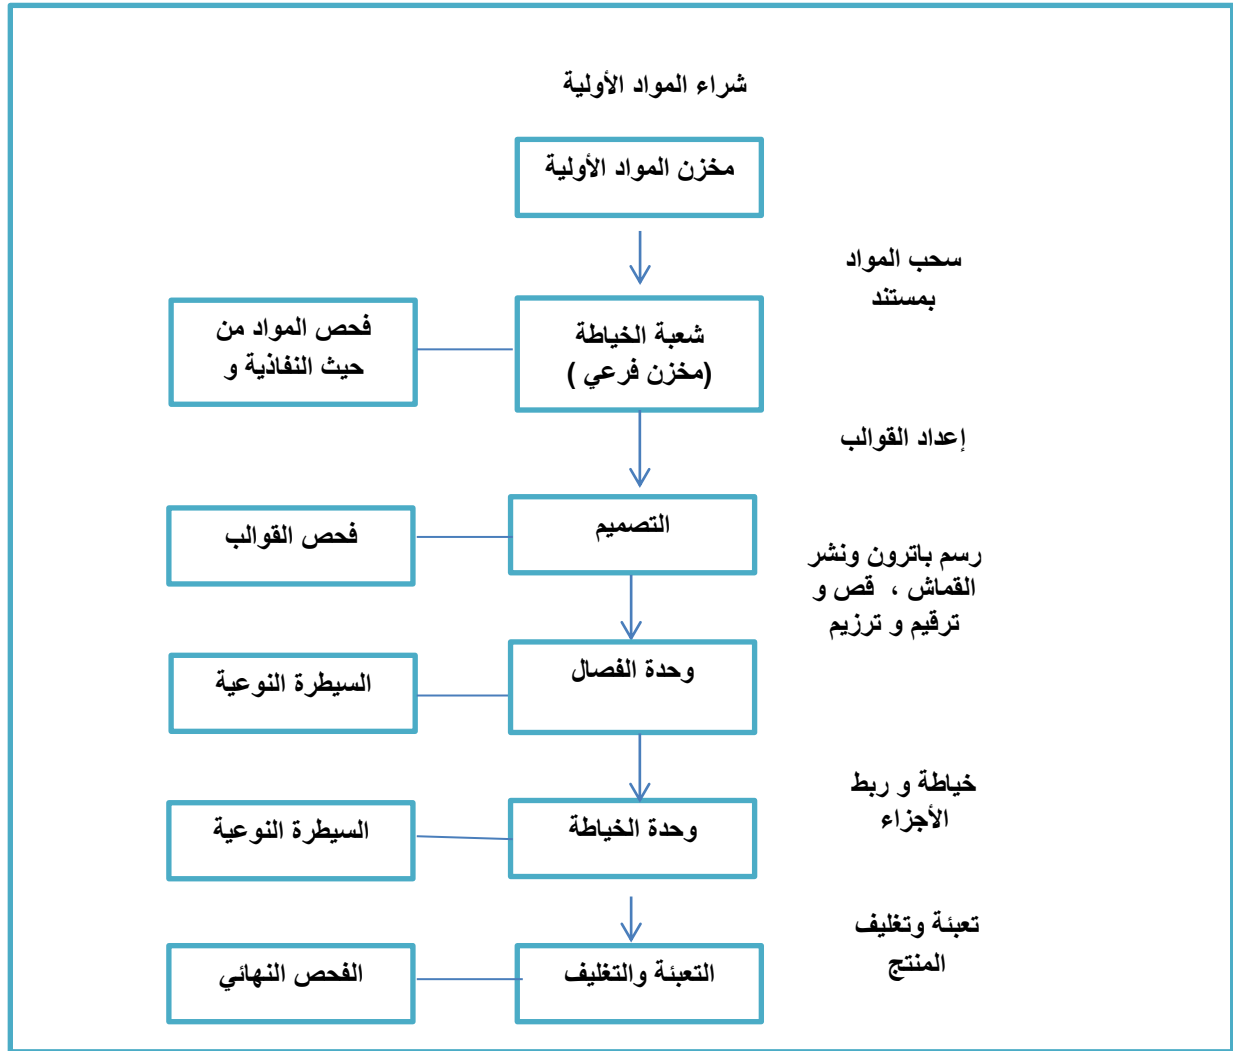 شراء المواد الأولية
مخزن المواد الأولية
سحب المواد
بمستند
شعبة الخياطة
(مخزن فرعي )
فحص المواد من
حيث النفاذية و
إعداد القوالب
التصميم
فحص القوالب
رسم باترون ونشر
القماش ، قص و
ترقيم و ترزيم
وحدة الفصال
السيطرة النوعية
خياطة و ربط
الأجزاء
وحدة الخياطة
السيطرة النوعية
تعبئة وتغليف
المنتج
التعبئة والتغليف
الفحص النهائي